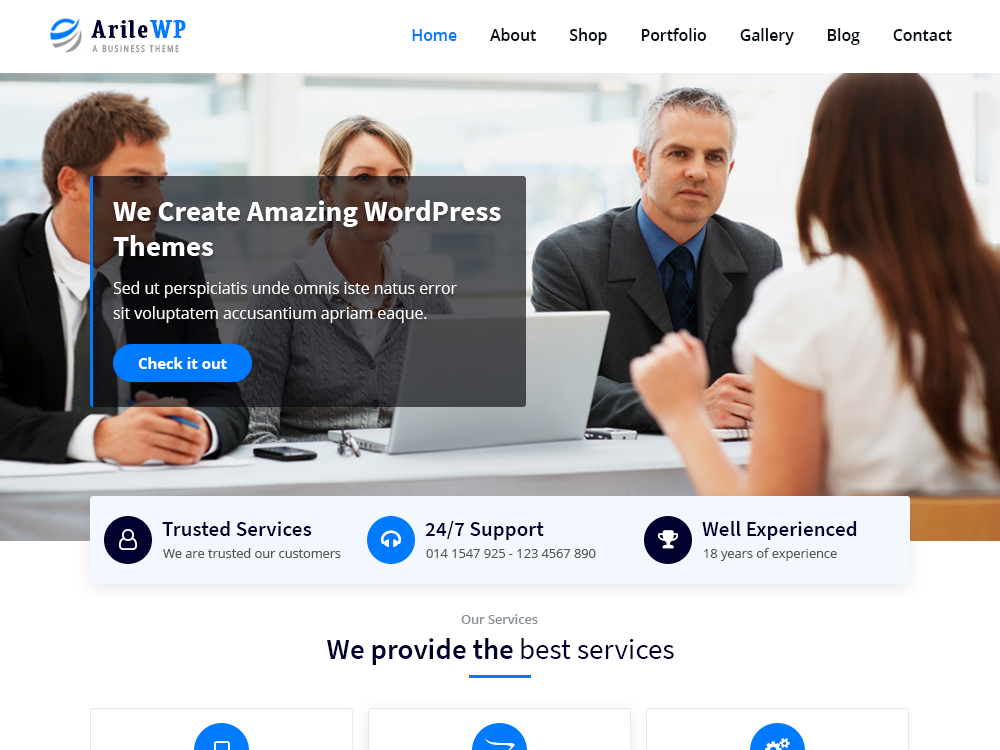 ArileWP
A BUSINESS THEME
Home About Shop Portfolio Gallery Blog Contact
We Create Amazing WordPress
Themes
Sed ut perspiciatis unde omnis iste natus error
sit voluptatem accusantium apriam eaque.
Check it out
Trusted Services
We are trusted our customers
24/7 Support
014 1547 925 - 123 4567 890
Well Experienced
18 years of experience
Our Services
We provide the best services